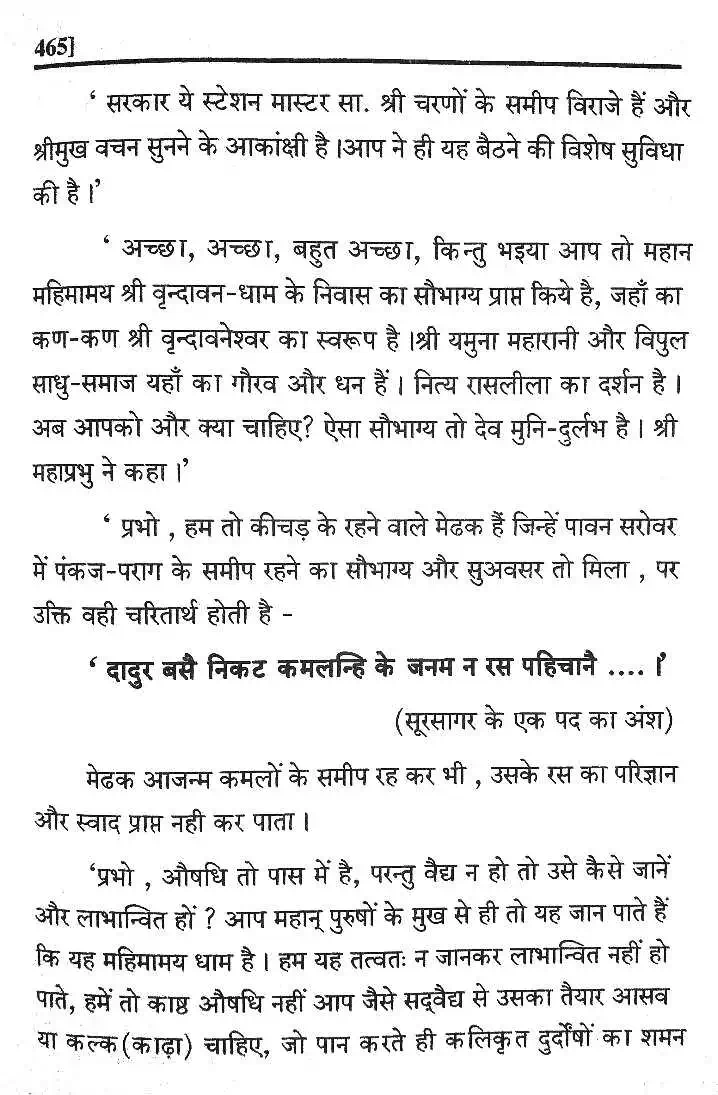 465]
‘ सरकार ये स्टेशन मास्टर सा. श्री चरणों के समीप विराजे हैं और
श्रीमुख वचन सुनने के आकांक्षी है ।आप ने ही यह बैठने की विशेष सुविधा
की है ।’
‘ अच्छा, अच्छा, बहुत अच्छा, किन्तु भइया आप तो महान
महिमामय श्री वृन्दावन-धाम के निवास का सौभाग्य प्राप्त किये है, जहाँ का
कण-कण श्री वृन्दावनेश्वर का स्वरूप है ।श्री यमुना महारानी और विपुल
साधु-समाज यहाँ का गौरव और धन हैं । नित्य रासलीला का दर्शन है ।
अब आपको और क्या चाहिए? ऐसा सौभाग्य तो देव मुनि-दुर्लभ है । श्री
महाप्रभु ने कहा ।’
‘ प्रभो , हम तो कीचड़ के रहने वाले मेढक हैं जिन्हें पावन सरोवर
में पंकज-पराग के समीप रहने का सौभाग्य और सुअवसर तो मिला , पर
उक्ति वही चरितार्थ होती है -
‘ दादुर बसै निकट कमलन्हि के जनम न रस पहिचानै .... ।’
(सूरसागर के एक पद का अंश)
मेढक आजन्म कमलों के समीप रह कर भी , उसके रस का परिज्ञान
और स्वाद प्राप्त नही कर पाता ।
‘प्रभो , औषधि तो पास में है, परन्तु वैद्य न हो तो उसे कैसे जानें
और लाभान्वित हों ? आप महान् पुरुषों के मुख से ही तो यह जान पाते हैं
कि यह महिमामय धाम है । हम यह तत्वतः न जानकर लाभान्वित नहीं हो
पाते, हमें तो काष्ठ औषधि नहीं आप जैसे सद्‌वैद्य से उसका तैयार आसव
या कल्क(काढ़ा) चाहिए, जो पान करते ही कलिकृत दुर्दोंषों का शमन